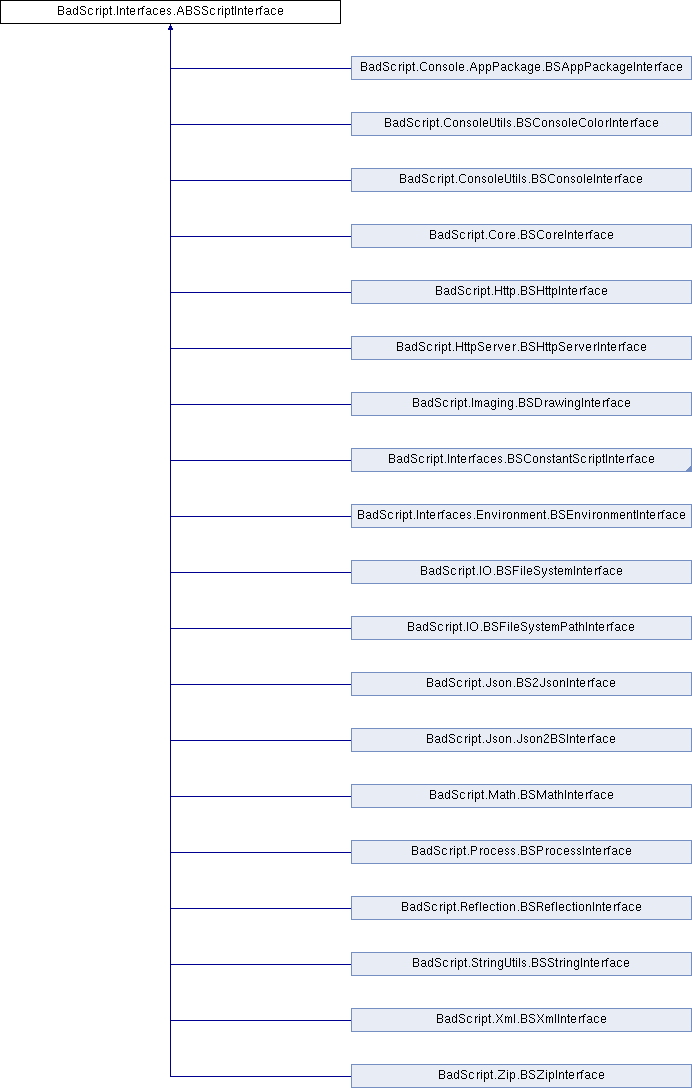 BadScript.Interfaces.ABSScriptInterface
BadScript.Console.AppPackage.BSAppPackageInterface
BadScript.ConsoleUtils.BSConsoleColorInterface
BadScript.ConsoleUtils.BSConsoleInterface
BadScript.Core.BSCoreInterface
BadScript.Http.BSHttpInterface
BadScript.HttpServer.BSHttpServerInterface
BadScript.Imaging.BSDrawingInterface
BadScript.Interfaces.BSConstantScriptInterface
BadScript.Interfaces.Environment.BSEnvironmentInterface
BadScript.IO.BSFileSystemInterface
BadScript.IO.BSFileSystemPathInterface
BadScript.Json.BS2JsonInterface
BadScript.Json.Json2BSInterface
BadScript.Math.BSMathInterface
BadScript.Process.BSProcessInterface
BadScript.Reflection.BSReflectionInterface
BadScript.StringUtils.BSStringInterface
BadScript.Xml.BSXmlInterface
BadScript.Zip.BSZipInterface